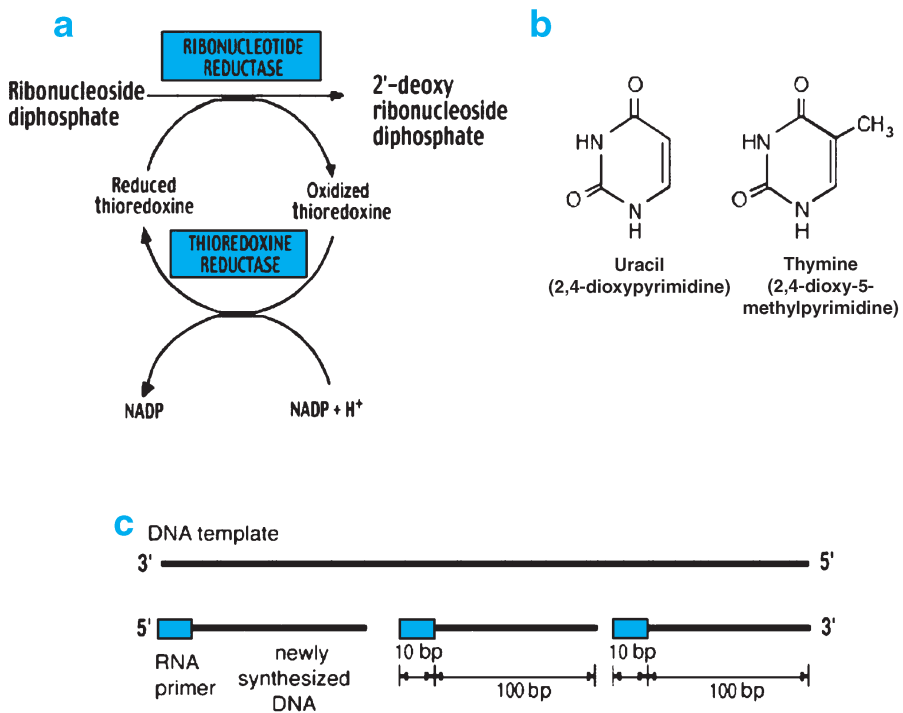 a
RIBONUCLEOTIDE
REDUCTASE
Ribonucleoside
diphosphate
2'-deoxy
ribonucleoside
diphosphate
Reduced
thioredoxine
Oxidized
thioredoxine
THIOREDOXINE
REDUCTASE
NADP
NADP + H+
b
O
HN
O
N
H
Uracil
(2,4-dioxypyrimidine)
O
CH3
HN
O
N
H
Thymine
(2,4-dioxy-5-
methylpyrimidine)
c
DNA template
3'
5'
5'
3'
RNA
primer
newly
synthesized
DNA
10 bp
100 bp
10 bp
100 bp